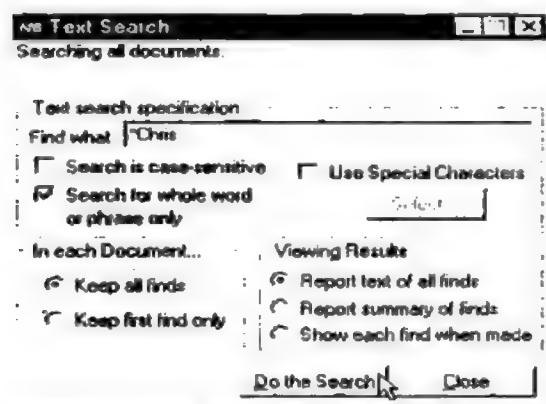 Text Search
Searching all documents.
Text search specification
Find what "Chris
Search is case-sensitive
Use Special Characters
Search for whole word
or phrase only
Select
In each Document...
Viewing Results
Keep all finds
Report text of all finds
Keep first find only
Report summary of finds
Show each find when made
Do the Search
Close